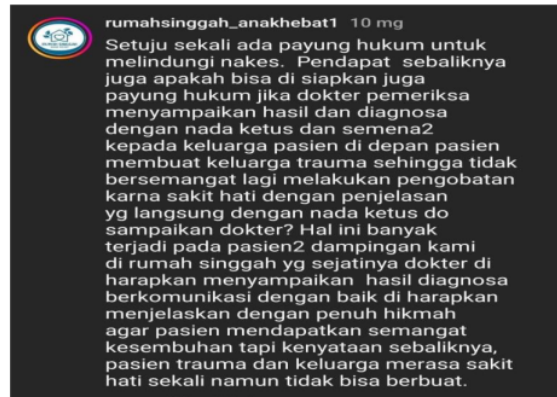 rumahsinggah_anakhebat1 10 mg
Setuju sekali ada payung hukum untuk
melindungi nakes. Pendapat sebaliknya
juga apakah bisa di siapkan juga
payung hukum jika dokter pemeriksa
menyampaikan hasil dan diagnosa
dengan nada ketus dan semena2
kepada keluarga pasien di depan pasien
membuat keluarga trauma sehingga tidak
bersemangat lagi melakukan pengobatan
karna sakit hati dengan penjelasan
yg langsung dengan nada ketus do
sampaikan dokter? Hal ini banyak
terjadi pada pasien2 dampingan kami
di rumah singgah yg sejatinya dokter di
harapkan menyampaikan hasil diagnosa
berkomunikasi dengan baik di harapkan
menjelaskan dengan penuh hikmah
agar pasien mendapatkan semangat
kesembuhan tapi kenyataan sebaliknya,
pasien trauma dan keluarga merasa sakit
hati sekali namun tidak bisa berbuat.